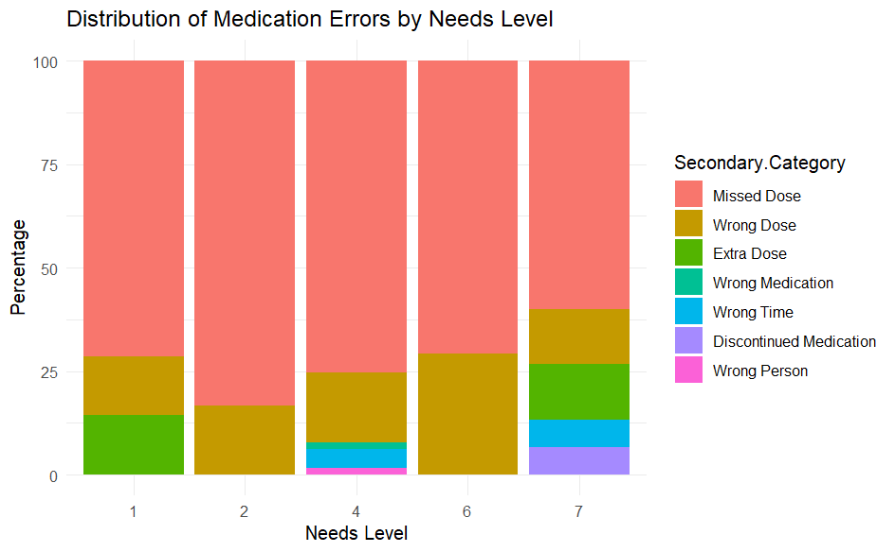 Distribution of Medication Errors by Needs Level
100
75
50
25
0
Percentage
1 2 4 6 7
Needs Level
Secondary.Category
Missed Dose
Wrong Dose
Extra Dose
Wrong Medication
Wrong Time
Discontinued Medication
Wrong Person